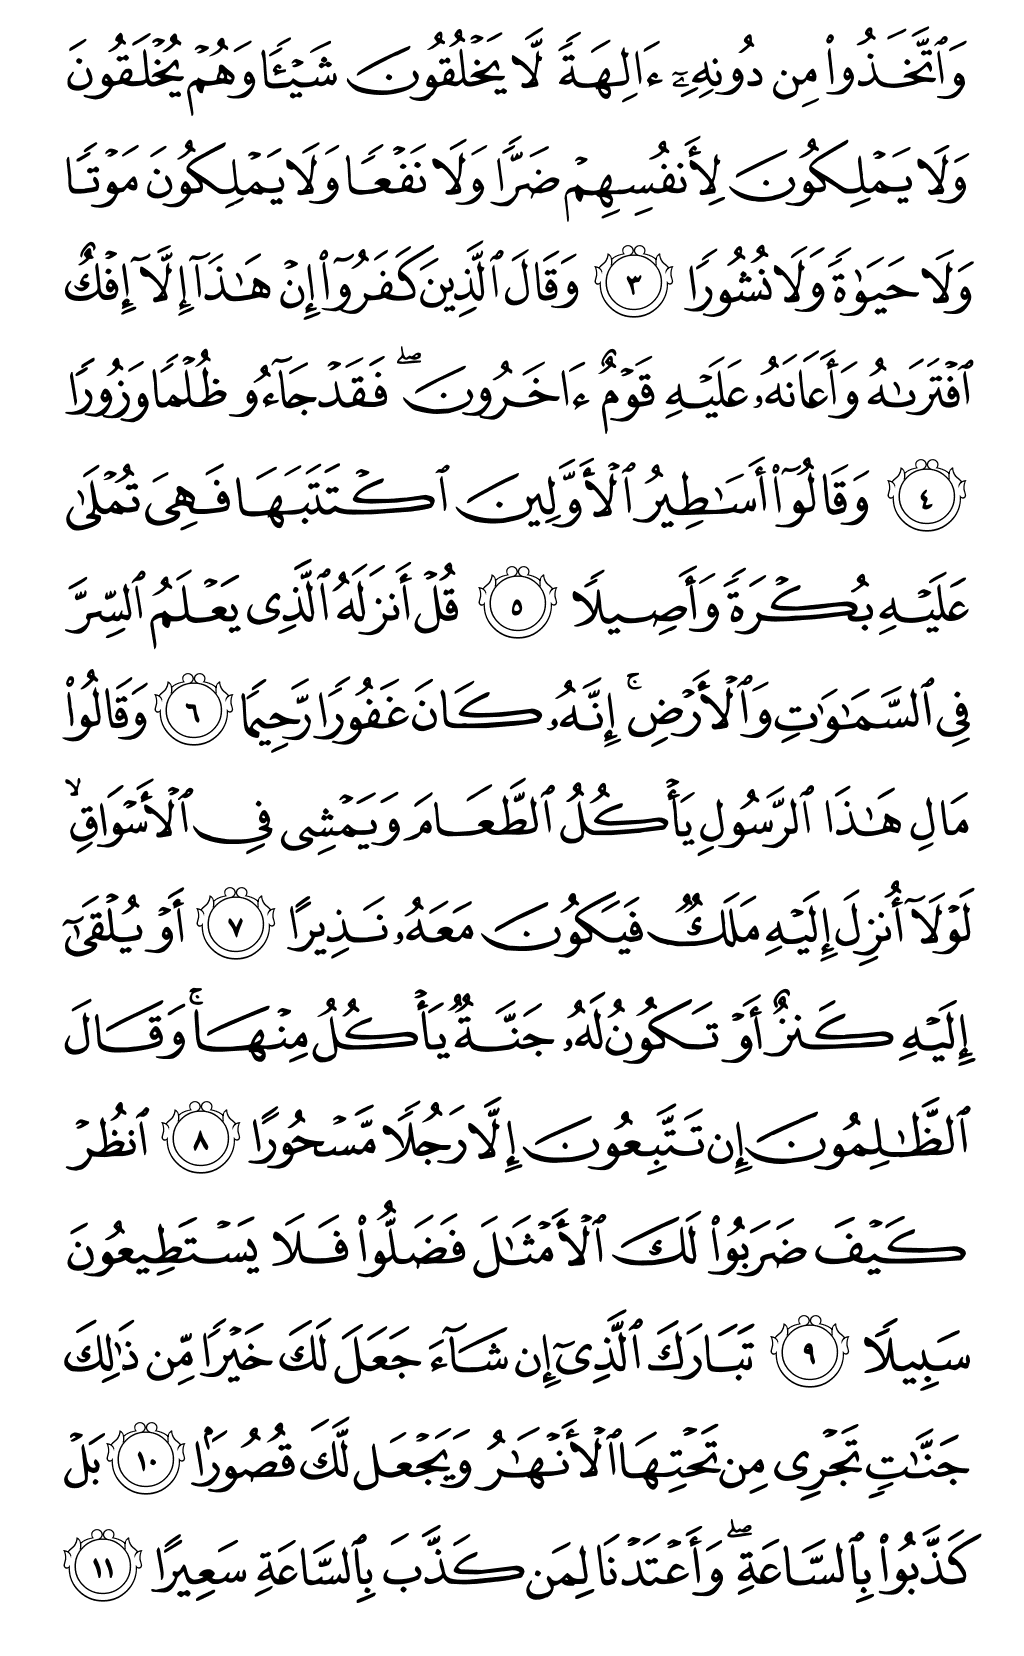 وَٱتَّخَذُوا۟ مِن دُونِهِۦٓ ءَالِهَةً لَّا يَخْلُقُونَ شَيْـًٔا وَهُمْ يُخْلَقُونَ
وَلَا يَمْلِكُونَ لِأَنفُسِهِمْ ضَرًّا وَلَا نَفْعًا وَلَا يَمْلِكُونَ مَوْتًا
وَلَا حَيَوٰةً وَلَا نُشُورًا ٣ وَقَالَ ٱلَّذِينَ كَفَرُوٓا۟ إِنْ هَـٰذَآ إِلَّآ إِفْكٌ
ٱفْتَرَىٰهُ وَأَعَانَهُۥ عَلَيْهِ قَوْمٌ ءَاخَرُونَ ۖ فَقَدْ جَآءُو ظُلْمًا وَزُورًا
٤ وَقَالُوٓا۟ أَسَـٰطِيرُ ٱلْأَوَّلِينَ ٱكْتَتَبَهَا فَهِىَ تُمْلَىٰ
عَلَيْهِ بُكْرَةً وَأَصِيلًا ٥ قُلْ أَنزَلَهُ ٱلَّذِى يَعْلَمُ ٱلسِّرَّ
فِى ٱلسَّمَـٰوَٰتِ وَٱلْأَرْضِ ۚ إِنَّهُۥ كَانَ غَفُورًا رَّحِيمًا ٦ وَقَالُوا۟
مَالِ هَـٰذَا ٱلرَّسُولِ يَأْكُلُ ٱلطَّعَامَ وَيَمْشِى فِى ٱلْأَسْوَاقِ ۙ
لَوْلَآ أُنزِلَ إِلَيْهِ مَلَكٌ فَيَكُونَ مَعَهُۥ نَذِيرًا ٧ أَوْ يُلْقَىٰٓ
إِلَيْهِ كَنزٌ أَوْ تَكُونُ لَهُۥ جَنَّةٌ يَأْكُلُ مِنْهَا ۚ وَقَالَ
ٱلظَّـٰلِمُونَ إِن تَتَّبِعُونَ إِلَّا رَجُلًا مَّسْحُورًا ٨ ٱنظُرْ
كَيْفَ ضَرَبُوا۟ لَكَ ٱلْأَمْثَـٰلَ فَضَلُّوا۟ فَلَا يَسْتَطِيعُونَ
سَبِيلًا ٩ تَبَارَكَ ٱلَّذِىٓ إِن شَآءَ جَعَلَ لَكَ خَيْرًا مِّن ذَٰلِكَ
جَنَّـٰتٍ تَجْرِى مِن تَحْتِهَا ٱلْأَنْهَـٰرُ وَيَجْعَل لَّكَ قُصُورًۢا ١٠ بَلْ
كَذَّبُوا۟ بِٱلسَّاعَةِ ۖ وَأَعْتَدْنَا لِمَن كَذَّبَ بِٱلسَّاعَةِ سَعِيرًا ١١